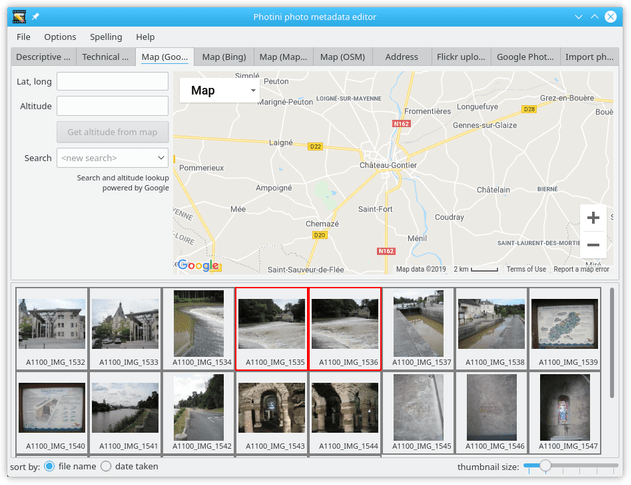 Photini photo metadata editor
File Options Spelling Help
Descriptive ... Technical ... Map (Goo... Map (Bing) Map (Map... Map (OSM) Address Flickr uplo... Google Phot... Import ph...
Lat, long
Altitude
Get altitude from map
Search <new search>
Search and altitude lookup
powered by Google
Map
Simplé Peuton
Marigné-Peuton LOIGNÉ-SUR-MAYENNE
Fromentières Longuefuye Grez-en-Bouère
D28
Bouè
N162 Gennes-sur-Glaize
Laigné D22
Château-Gontier
Pommerieux
Ampoigné Châtelain BIERNÉ
Mée Saint-Fort Coudray
Chemazé
D20
Ménil
N162 SAINT-LAURENT-DES-MORTIE
Miré
YENNE
-LOIRE
Saint-Sauveur-de-Flée
+
−
Google
Map data ©2019 2 km Terms of Use Report a map error
A1100_IMG_1532 A1100_IMG_1533 A1100_IMG_1534 A1100_IMG_1535 A1100_IMG_1536 A1100_IMG_1537 A1100_IMG_1538 A1100_IMG_1539
A1100_IMG_1540 A1100_IMG_1541 A1100_IMG_1542 A1100_IMG_1543 A1100_IMG_1544 A1100_IMG_1545 A1100_IMG_1546 A1100_IMG_1547
sort by: file name date taken thumbnail size: